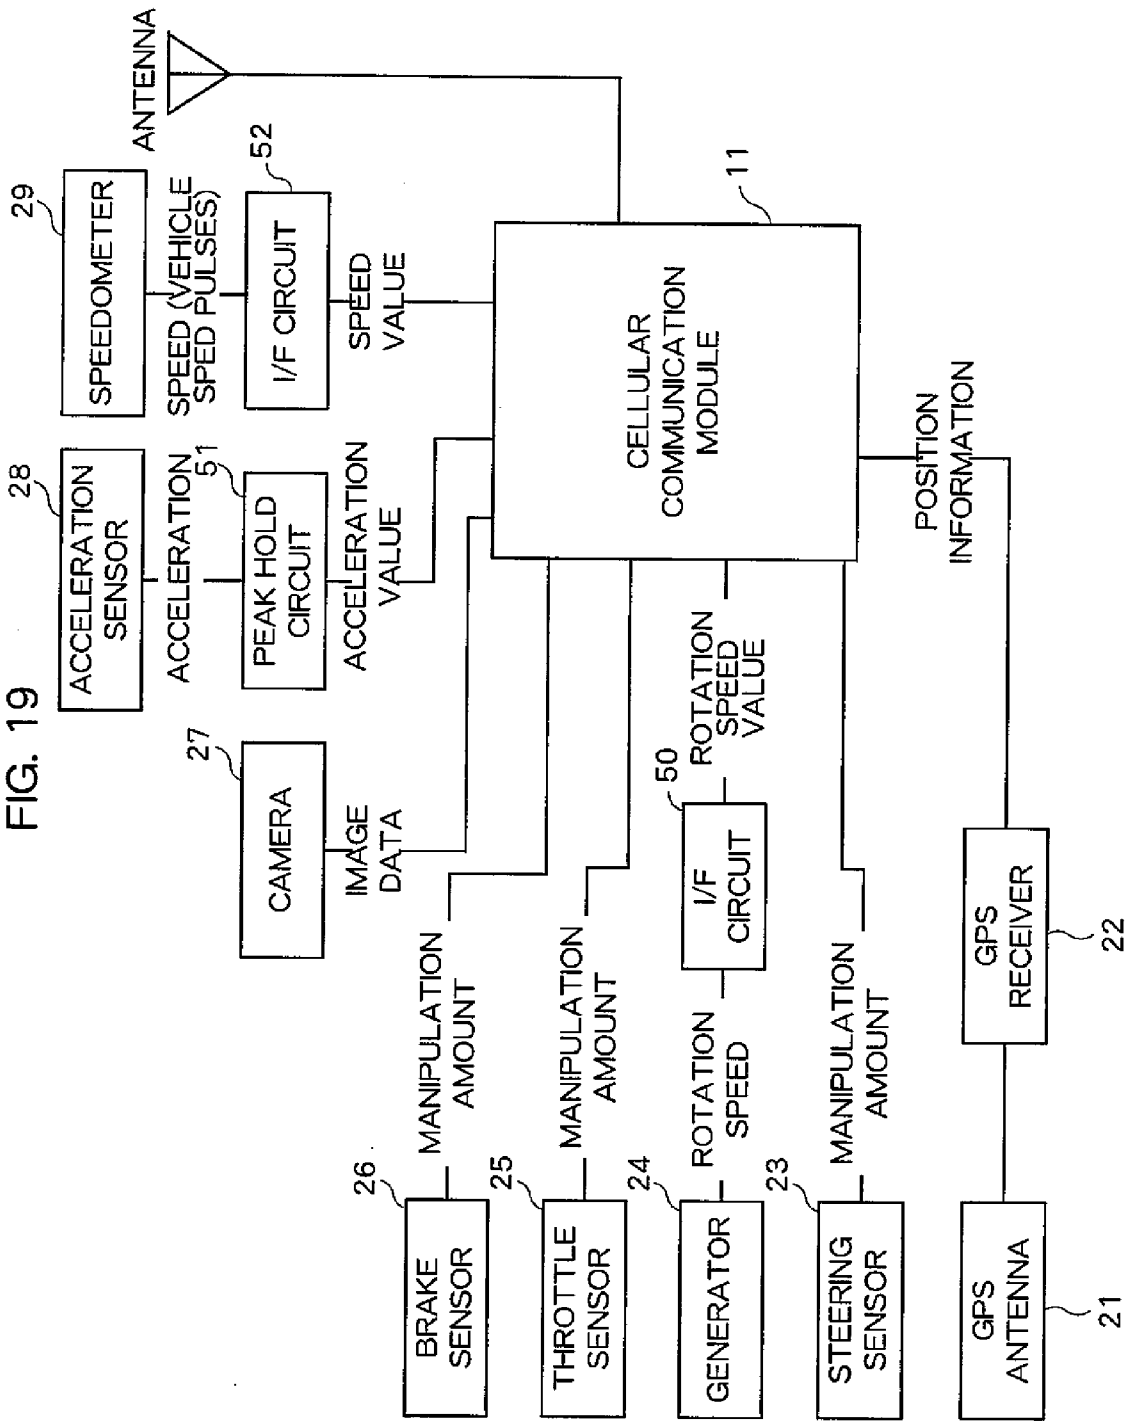 FIG. 19
ANTENNA
29
SPEEDOMETER
SPEED (VEHICLE
SPED PULSES)
52
I/F CIRCUIT
SPEED
VALUE
28
ACCELERATION
SENSOR
ACCELERATION
51
PEAK HOLD
CIRCUIT
ACCELERATION
VALUE
27
CAMERA
IMAGE
DATA
11
CELLULAR
COMMUNICATION
MODULE
26
BRAKE
SENSOR
MANIPULATION
AMOUNT
25
THROTTLE
SENSOR
MANIPULATION
AMOUNT
24
GENERATOR
ROTATION
SPEED
50
I/F
CIRCUIT
ROTATION
SPEED
VALUE
23
STEERING
SENSOR
MANIPULATION
AMOUNT
21
GPS
ANTENNA
22
GPS
RECEIVER
POSITION
INFORMATION